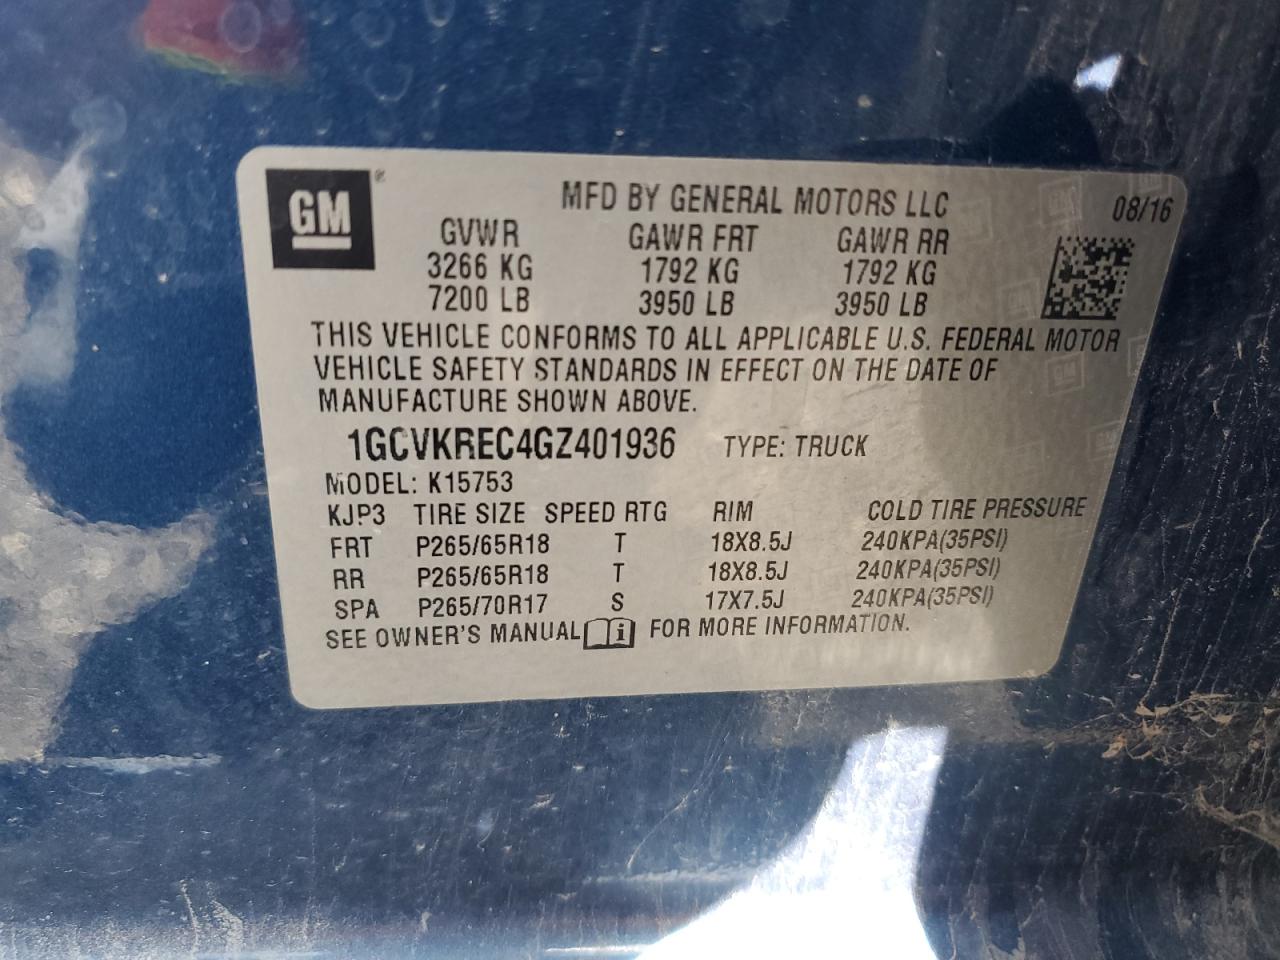 GM®
MFD BY GENERAL MOTORS LLC 08/16
GVWR GAWR FRT GAWR RR
3266 KG 1792 KG 1792 KG
7200 LB 3950 LB 3950 LB
THIS VEHICLE CONFORMS TO ALL APPLICABLE U.S. FEDERAL MOTOR
VEHICLE SAFETY STANDARDS IN EFFECT ON THE DATE OF
MANUFACTURE SHOWN ABOVE.
1GCVKREC4GZ401936 TYPE: TRUCK
MODEL: K15753
KJP3 TIRE SIZE SPEED RTG RIM COLD TIRE PRESSURE
FRT P265/65R18 T 18X8.5J 240KPA(35PSI)
RR P265/65R18 T 18X8.5J 240KPA(35PSI)
SPA P265/70R17 S 17X7.5J 240KPA(35PSI)
SEE OWNER'S MANUAL i FOR MORE INFORMATION.